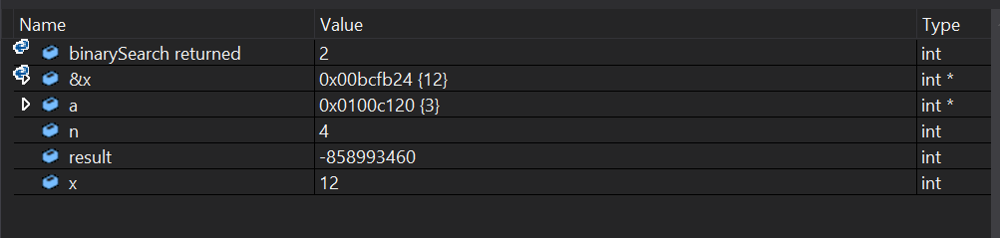 Name Value Type
binarySearch returned 2 int
&x 0x00bcfb24 {12} int *
a 0x0100c120 {3} int *
n 4 int
result -858993460 int
x 12 int